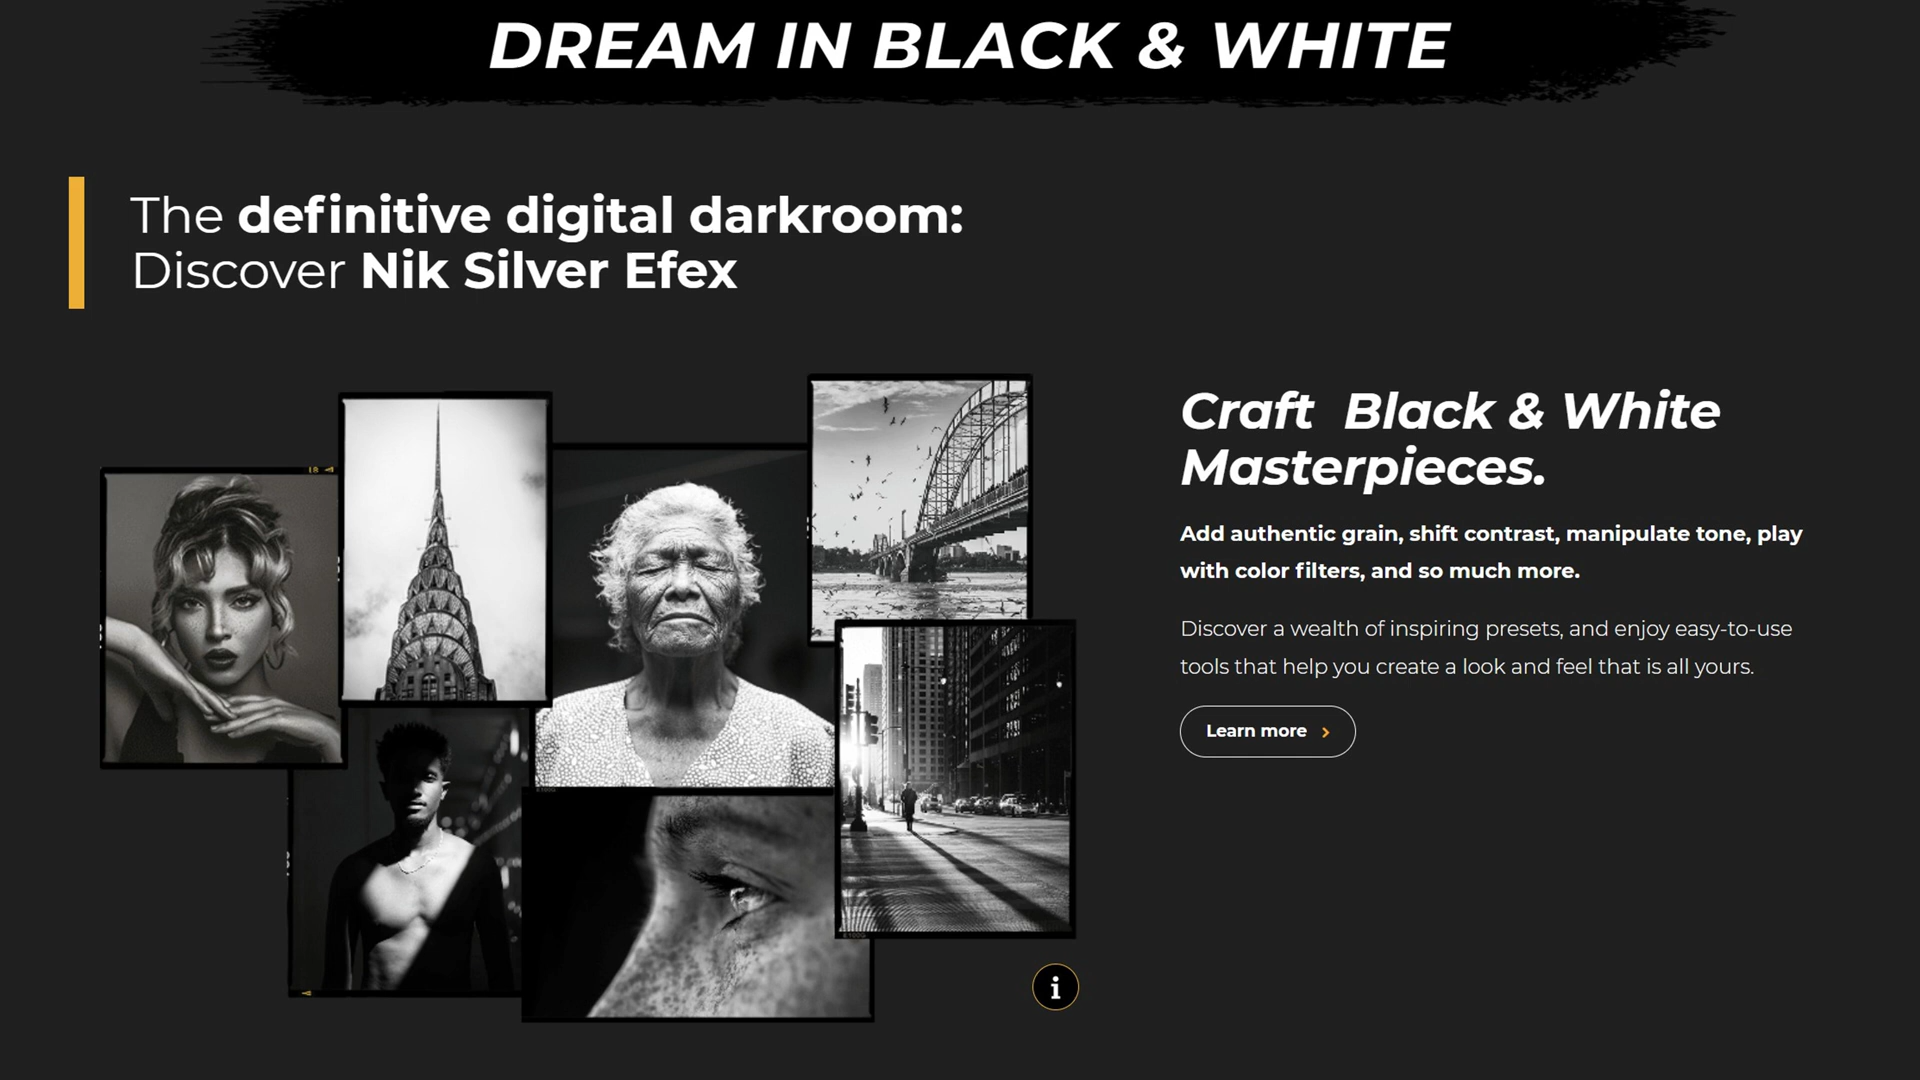 DREAM IN BLACK & WHITE
The definitive digital darkroom:
Discover Nik Silver Efex
Craft  Black & White
Masterpieces.
Add authentic grain, shift contrast, manipulate tone, play
with color filters, and so much more.
Discover a wealth of inspiring presets, and enjoy easy-to-use
tools that help you create a look and feel that is all yours.
Learn more
i